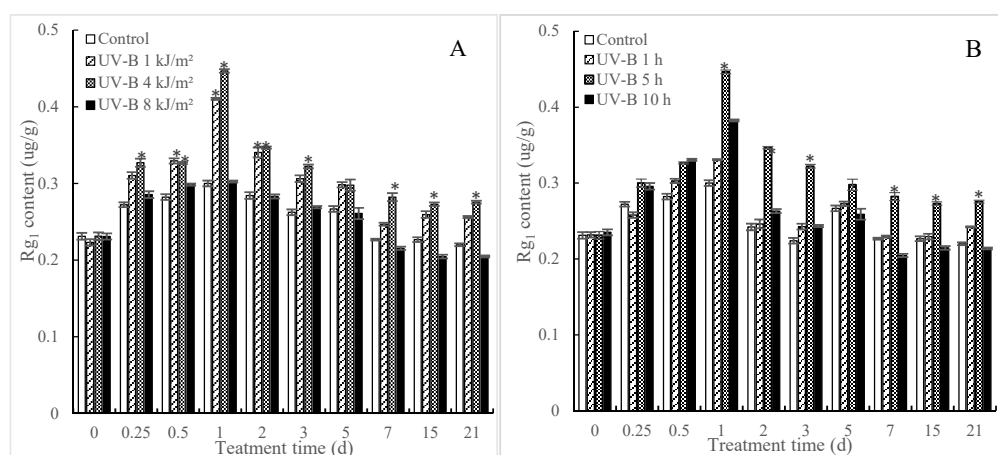 A
Control
UV-B 1 kJ/m²
UV-B 4 kJ/m²
UV-B 8 kJ/m²
Rg₁ content (ug/g)
0.5
0.4
0.3
0.2
0.1
0
* * * * * * * * * * *
0 0.25 0.5 1 2 3 5 7 15 21
Teatment time (d)
B
Control
UV-B 1 h
UV-B 5 h
UV-B 10 h
Rg₁ content (ug/g)
0.5
0.4
0.3
0.2
0.1
0
* * * * * *
0 0.25 0.5 1 2 3 5 7 15 21
Treatment time (d)